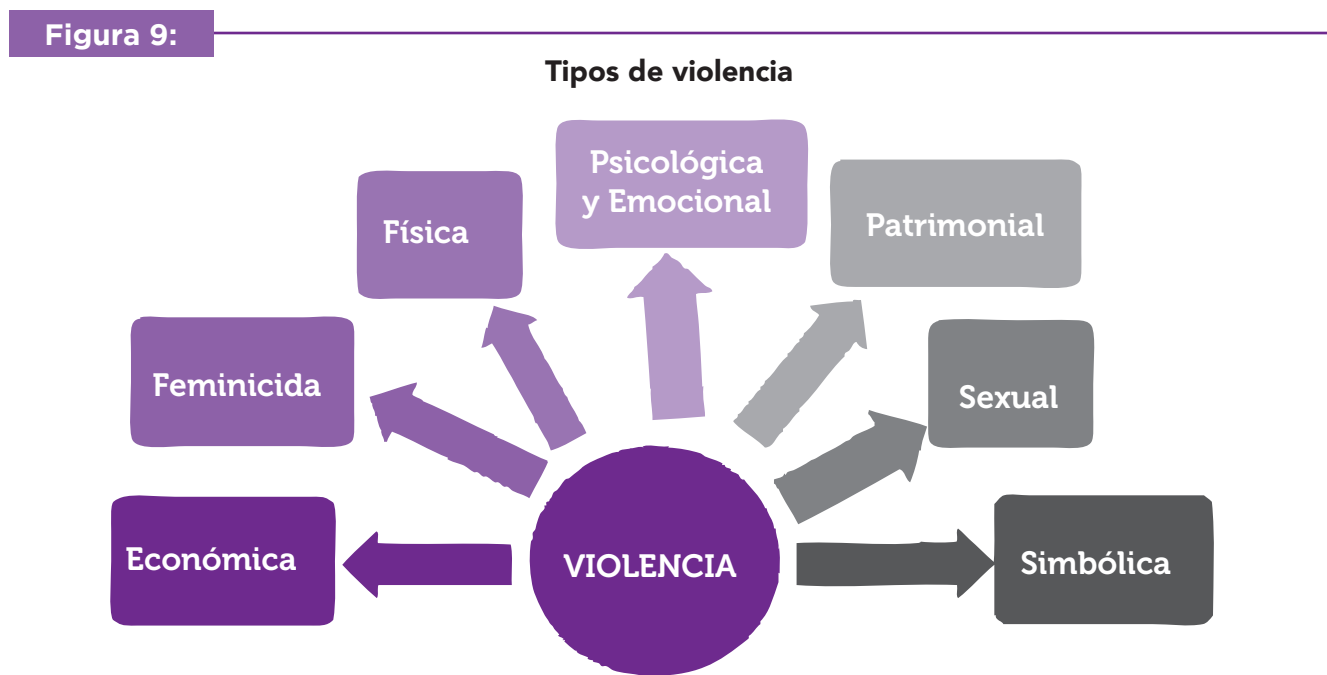 Figura 9:
Tipos de violencia
Psicológica
y Emocional
Física
Patrimonial
Feminicida
Sexual
Económica
VIOLENCIA
Simbólica